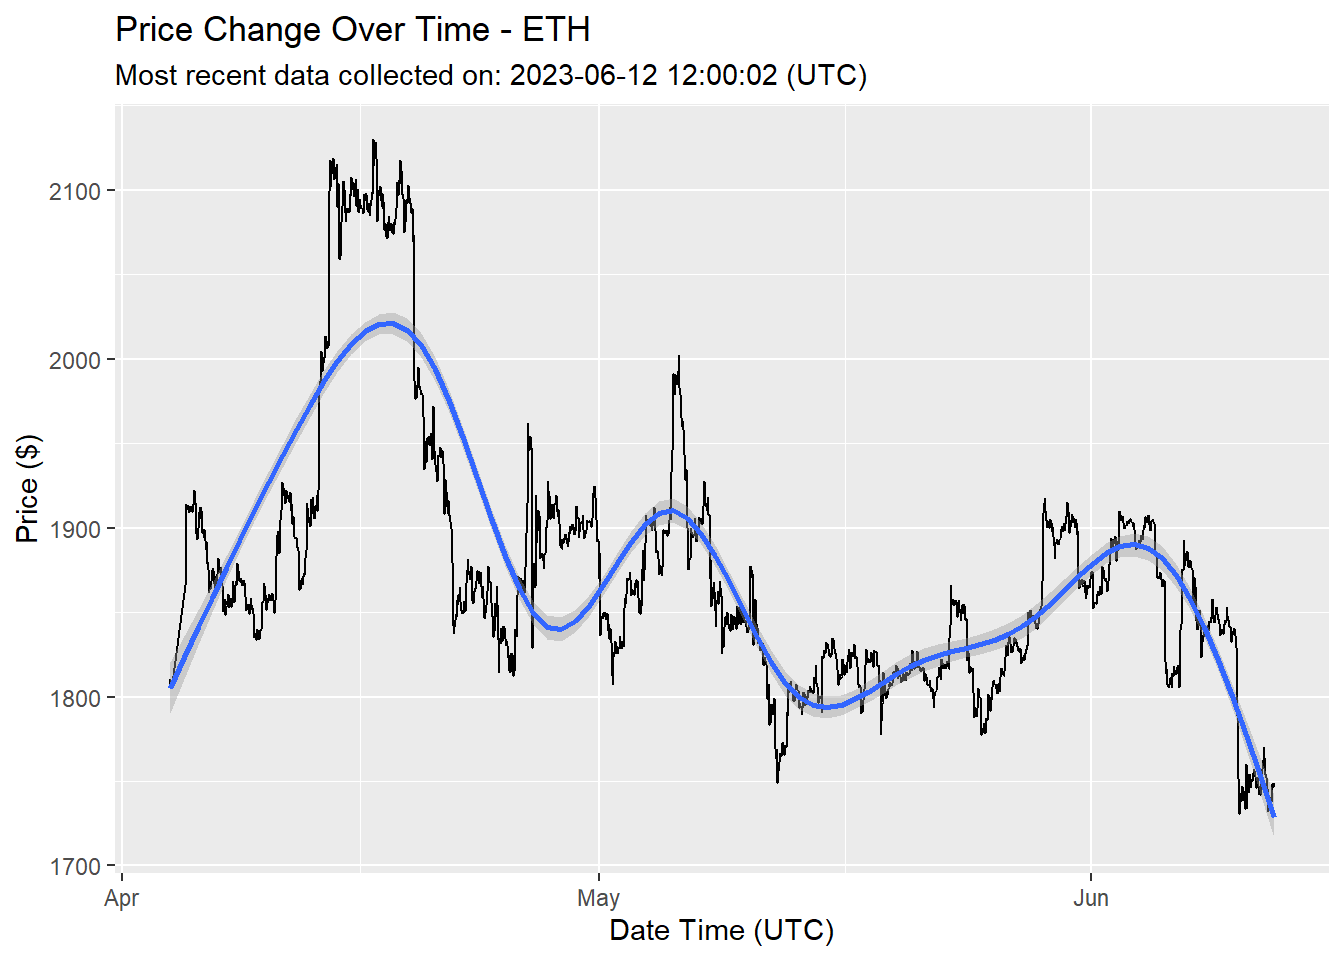 Price Change Over Time - ETH
Most recent data collected on: 2023-06-12 12:00:02 (UTC)
Price ($)
2100
2000
1900
1800
1700
Apr
May
Jun
Date Time (UTC)